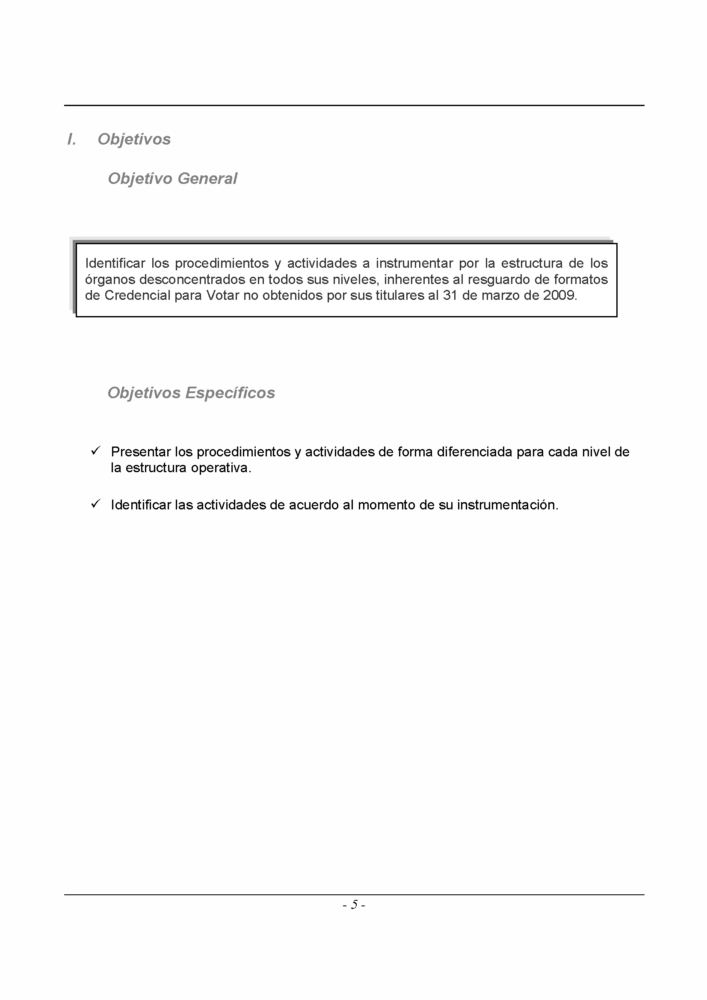 I. Objetivos
Objetivo General
Identificar los procedimientos y actividades a instrumentar por la estructura de los
órganos desconcentrados en todos sus niveles, inherentes al resguardo de formatos
de Credencial para Votar no obtenidos por sus titulares al 31 de marzo de 2009.
Objetivos Específicos
✓ Presentar los procedimientos y actividades de forma diferenciada para cada nivel de
la estructura operativa.
✓ Identificar las actividades de acuerdo al momento de su instrumentación.
- 5 -